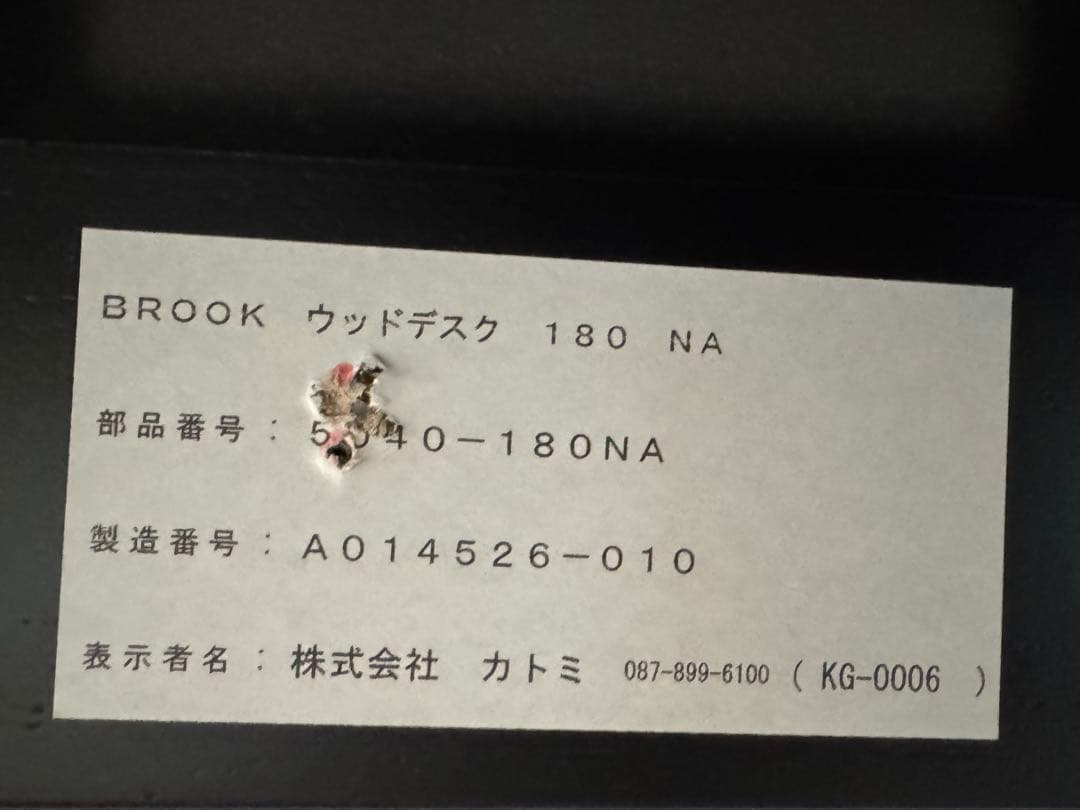 BROOK ウッドデスク 180 NA
部品番号:
製造番号: A014526-010
表示者名: 株式会社 カトミ 087-899-6100 ( KG-0006 )